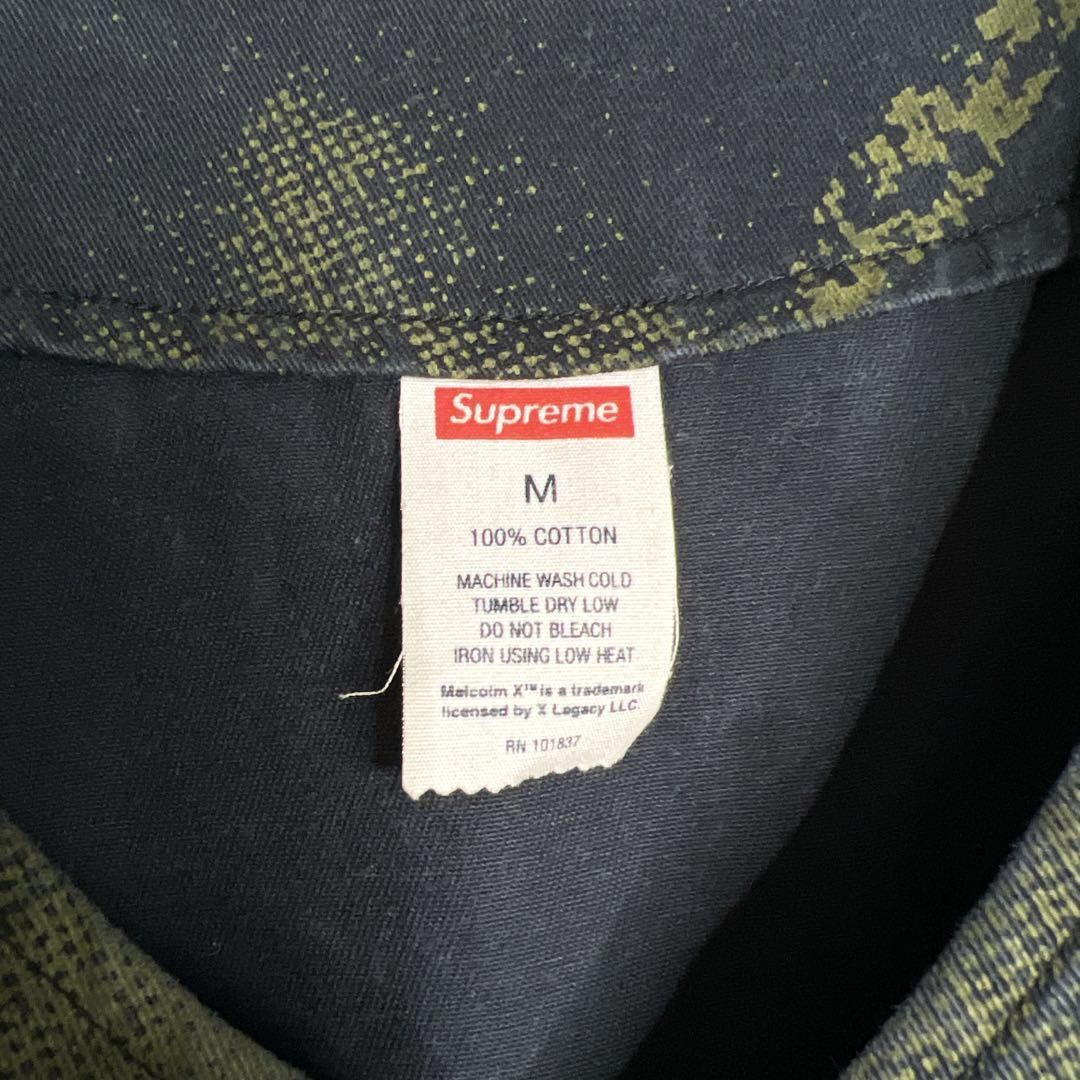 Supreme
M
100% COTTON
MACHINE WASH COLD
TUMBLE DRY LOW
DO NOT BLEACH
IRON USING LOW HEAT
Malcolm X™ is a trademark
licensed by X Legacy LLC.
RN 101837